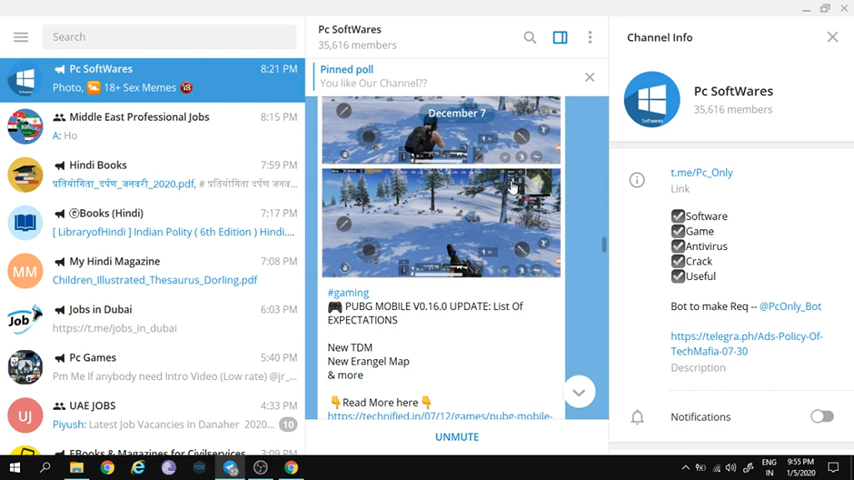 Search
Pc SoftWares
8:21 PM
Photo, 18+ Sex Memes
Middle East Professional Jobs
8:15 PM
A: Ho
Hindi Books
7:59 PM
प्रतियोगिता_दर्पण_जनवरी_2020.pdf, # प्रतियोगिता दर्पण जनव...
ⓔBooks (Hindi)
7:17 PM
[ LibraryofHindi ] Indian Polity ( 6th Edition ) Hindi....
MM
My Hindi Magazine
7:08 PM
Children_Illustrated_Thesaurus_Dorling.pdf
Job
Jobs in Dubai
6:03 PM
https://t.me/jobs_in_dubai
Pc Games
5:40 PM
Pm Me If anybody need Intro Video (Low rate) @jr_...
UJ
UAE JOBS
4:33 PM
Piyush: Latest Job Vacancies in Danaher 2020...
10
EBooks & Magazines for Civilservices
3:09 PM
Pc SoftWares
35,616 members
Pinned poll
You like Our Channel??
December 7
#gaming
PUBG MOBILE V0.16.0 UPDATE: List Of
EXPECTATIONS
New TDM
New Erangel Map
& more
Read More here
https://technified.in/07/12/games/pubg-mobile-
UNMUTE
Channel Info
Pc SoftWares
35,616 members
Softwares
t.me/Pc_Only
Link
Software
Game
Antivirus
Crack
Useful
Bot to make Req -- @PcOnly_Bot
https://telegra.ph/Ads-Policy-Of-
TechMafia-07-30
Description
Notifications
ENG
IN
9:55 PM
1/5/2020